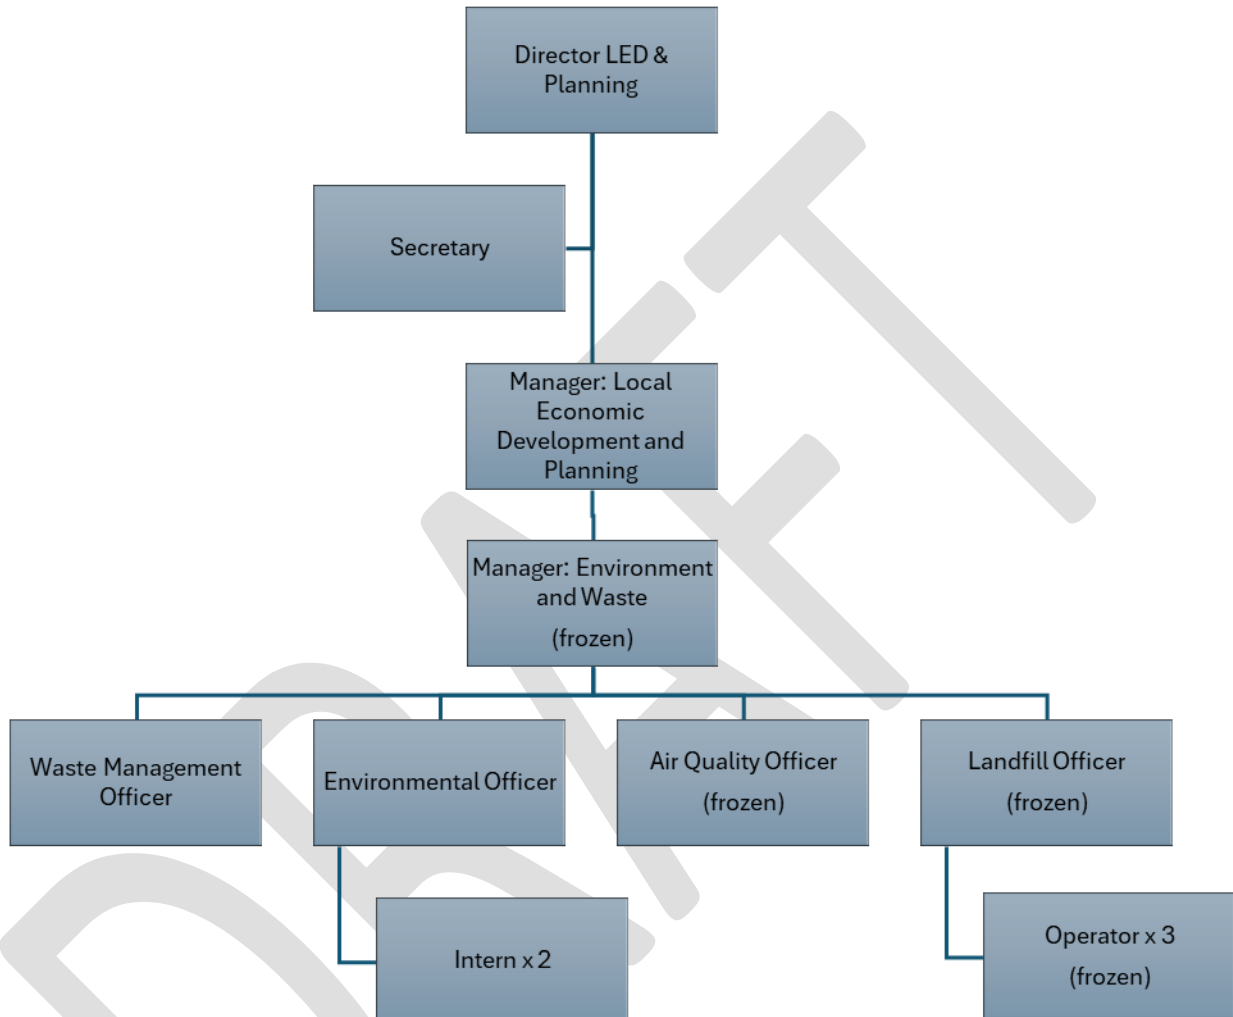 Director LED &
Planning
Secretary
Manager: Local
Economic
Development and
Planning
Manager: Environment
and Waste
(frozen)
Waste Management
Officer
Environmental Officer
Air Quality Officer
(frozen)
Landfill Officer
(frozen)
Intern x 2
Operator x 3
(frozen)
DRAFT